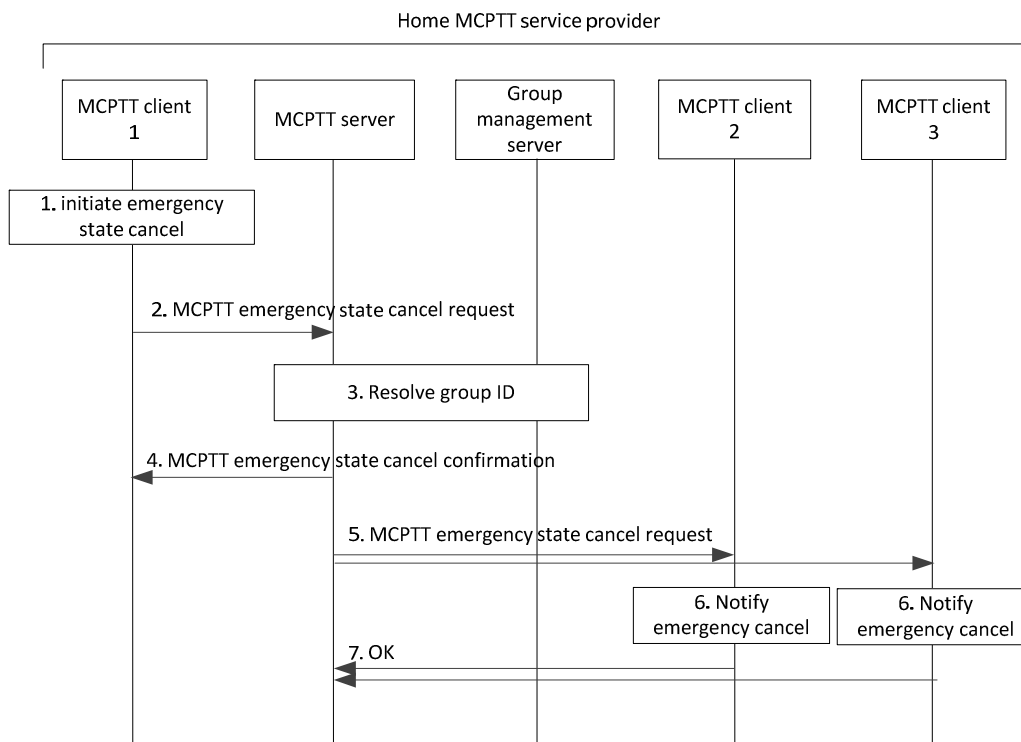 Home MCPTT service provider
MCPTT client
1
MCPTT server
Group
management
server
MCPTT client
2
MCPTT client
3
1. initiate emergency
state cancel
2. MCPTT emergency state cancel request
3. Resolve group ID
4. MCPTT emergency state cancel confirmation
5. MCPTT emergency state cancel request
6. Notify
emergency cancel
6. Notify
emergency cancel
7. OK